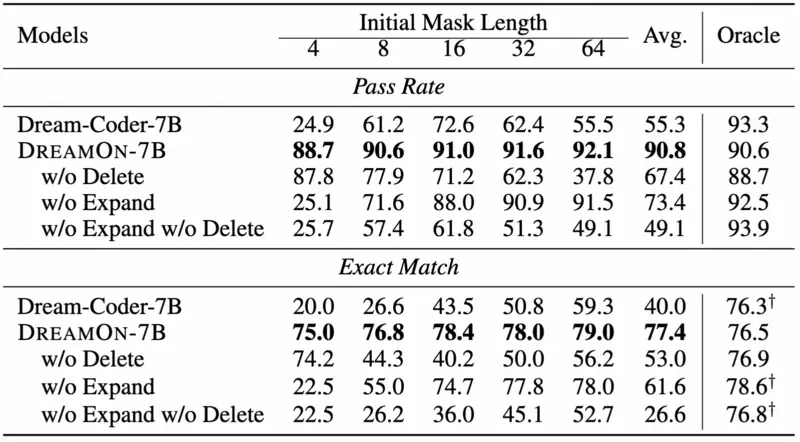 Models Initial Mask Length Avg. Oracle
4 8 16 32 64
Pass Rate
Dream-Coder-7B 24.9 61.2 72.6 62.4 55.5 55.3 93.3
DREAMON-7B 88.7 90.6 91.0 91.6 92.1 90.8 90.6
w/o Delete 87.8 77.9 71.2 62.3 37.8 67.4 88.7
w/o Expand 25.1 71.6 88.0 90.9 91.5 73.4 92.5
w/o Expand w/o Delete 25.7 57.4 61.8 51.3 49.1 49.1 93.9
Exact Match
Dream-Coder-7B 20.0 26.6 43.5 50.8 59.3 40.0 76.3†
DREAMON-7B 75.0 76.8 78.4 78.0 79.0 77.4 76.5
w/o Delete 74.2 44.3 40.2 50.0 56.2 53.0 76.9
w/o Expand 22.5 55.0 74.7 77.8 78.0 61.6 78.6†
w/o Expand w/o Delete 22.5 26.2 36.0 45.1 52.7 26.6 76.8†